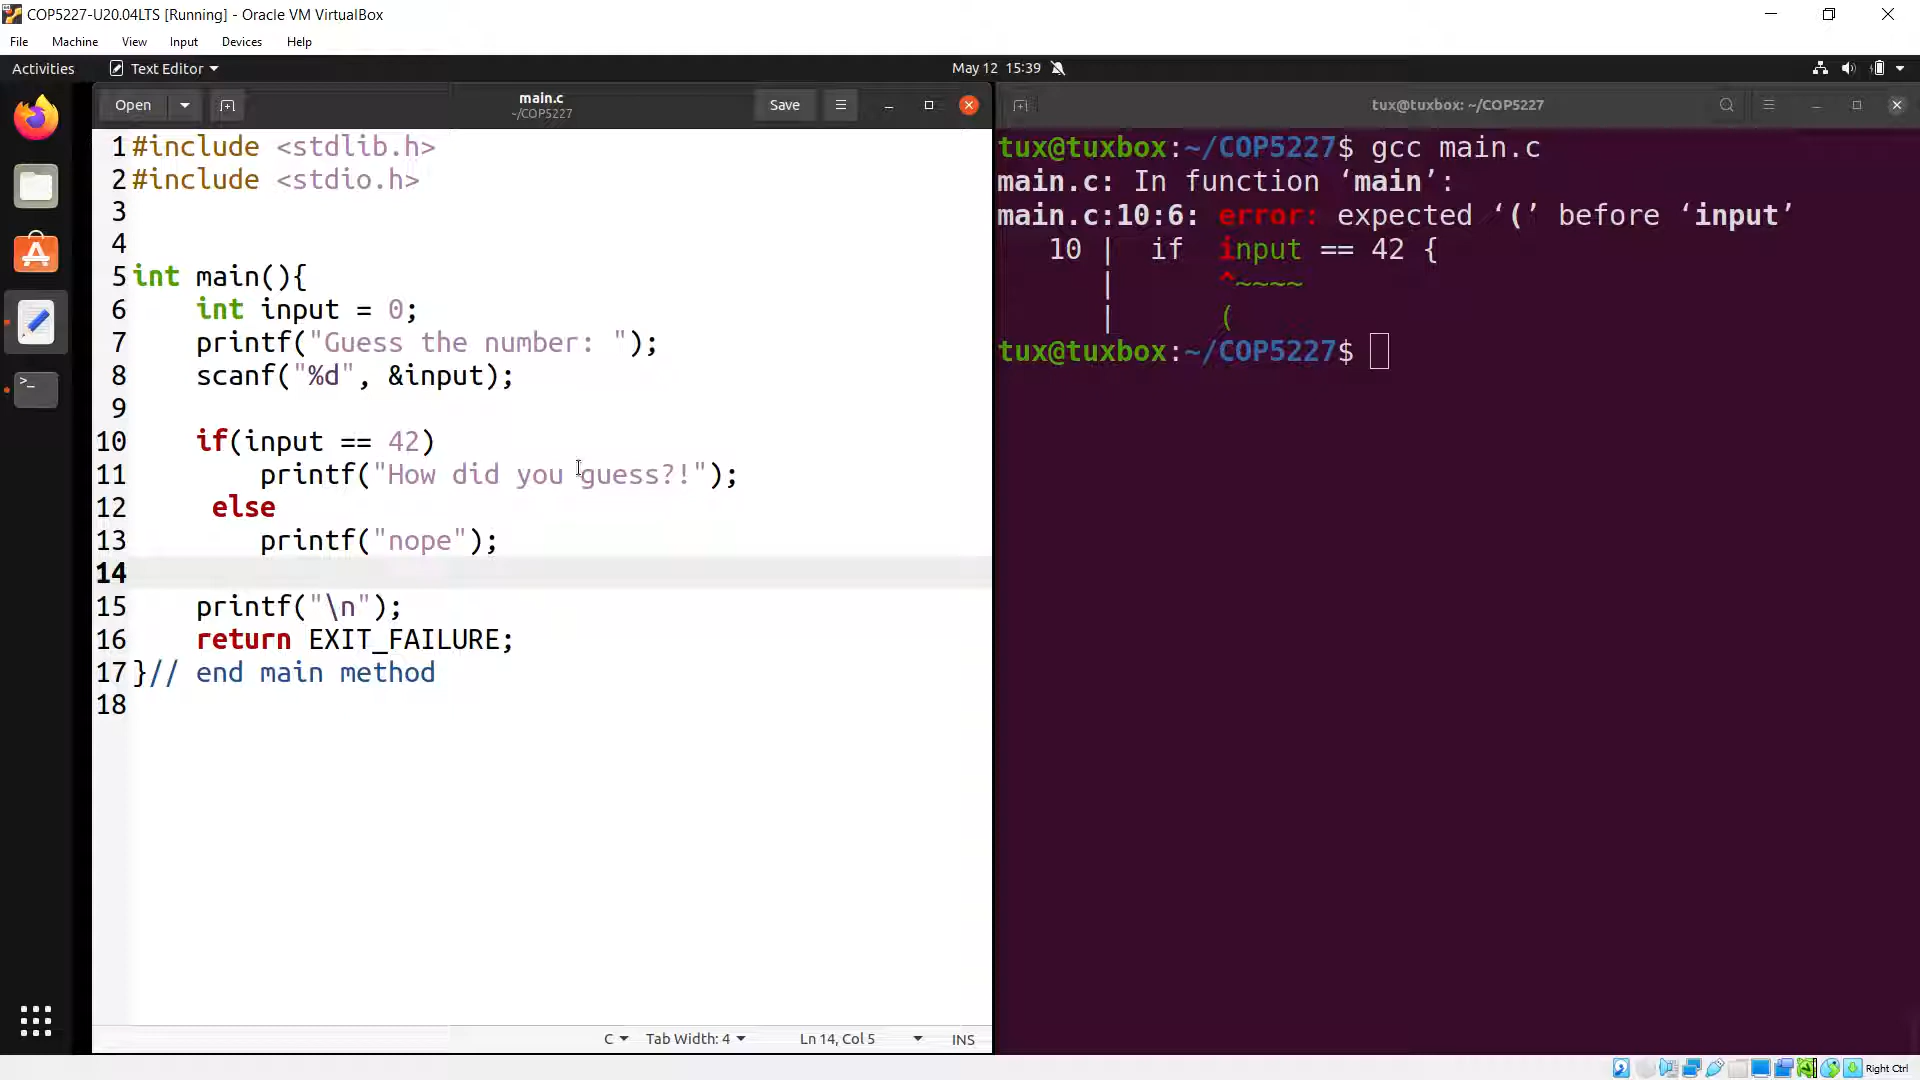 COP5227-U20.04LTS [Running] - Oracle VM VirtualBox
File Machine View Input Devices Help
Activities Text Editor May 12 15:39
Open main.c Save
~/COP5227
tux@tuxbox: ~/COP5227
1 #include <stdlib.h>
2 #include <stdio.h>
3
4
5 int main(){
6 int input = 0;
7 printf("Guess the number: ");
8 scanf("%d", &input);
9
10 if(input == 42)
11 printf("How did you guess?!");
12 else
13 printf("nope");
14
15 printf("\n");
16 return EXIT_FAILURE;
17 }// end main method
18
C Tab Width: 4 Ln 14, Col 5 INS
tux@tuxbox:~/COP5227$ gcc main.c
main.c: In function ‘main’:
main.c:10:6: error: expected ‘(’ before ‘input’
10 | if input == 42 {
| ^~~~~
| (
tux@tuxbox:~/COP5227$
Right Ctrl